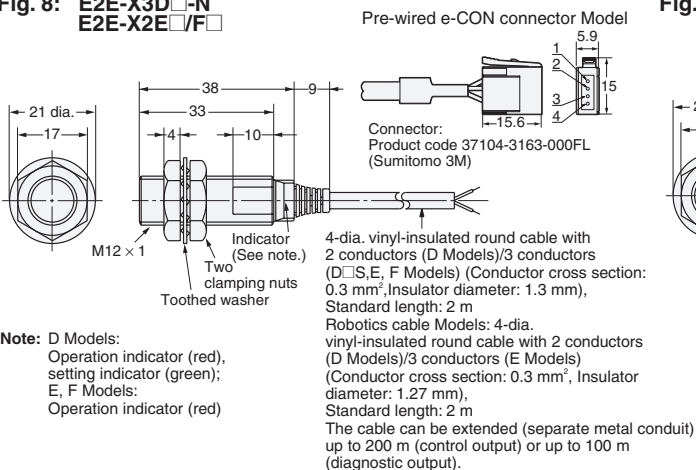 Fig. 8: E2E-X3D□-N
E2E-X2E□/F□
Pre-wired e-CON connector Model
Fig.
5.9
1
2
3
4
15
15.6
Connector:
Product code 37104-3163-000FL
(Sumitomo 3M)
38
9
33
4
10
21 dia.
17
2
M12 × 1
Indicator
(See note.)
Two
clamping nuts
Toothed washer
4-dia. vinyl-insulated round cable with
2 conductors (D Models)/3 conductors
(D□S,E, F Models) (Conductor cross section:
0.3 mm²,Insulator diameter: 1.3 mm),
Standard length: 2 m
Robotics cable Models: 4-dia.
vinyl-insulated round cable with 2 conductors
(D Models)/3 conductors (E Models)
(Conductor cross section: 0.3 mm², Insulator
diameter: 1.27 mm),
Standard length: 2 m
The cable can be extended (separate metal conduit)
up to 200 m (control output) or up to 100 m
(diagnostic output).
Note: D Models:
Operation indicator (red),
setting indicator (green);
E, F Models:
Operation indicator (red)